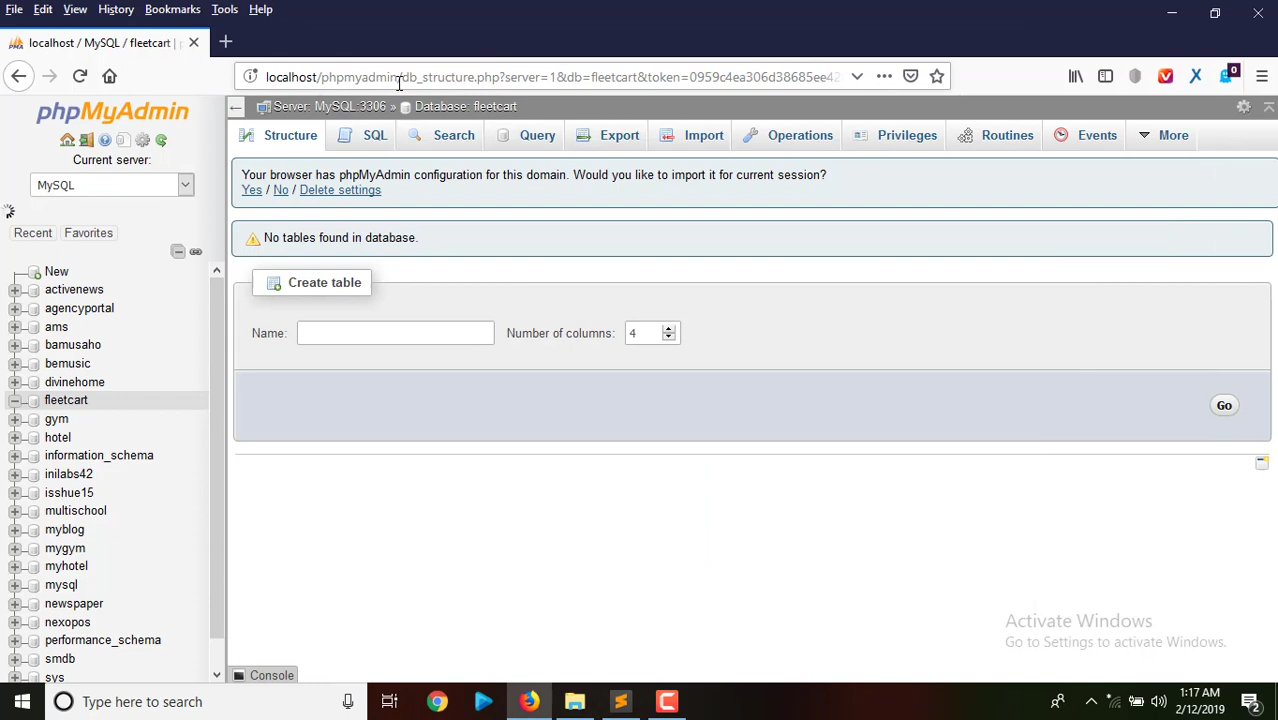 File Edit View History Bookmarks Tools Help
localhost / MySQL / fleetcart |
localhost/phpmyadmin/db_structure.php?server=1&db=fleetcart&token=0959c4ea306d38685ee42
0
phpMyAdmin
Server: MySQL:3306 » Database: fleetcart
Structure SQL Search Query Export Import Operations Privileges Routines Events More
Current server:
MySQL
Your browser has phpMyAdmin configuration for this domain. Would you like to import it for current session?
Yes / No / Delete settings
Recent Favorites
No tables found in database.
New
activenews
agencyportal
ams
bamusaho
bemusic
divinehome
fleetcart
gym
hotel
information_schema
inilabs42
isshue15
multischool
myblog
mygym
myhotel
mysql
newspaper
nexopos
performance_schema
smdb
sys
Create table
Name: Number of columns: 4
Go
Activate Windows
Go to Settings to activate Windows.
Console
Type here to search
1:17 AM
2/12/2019
2